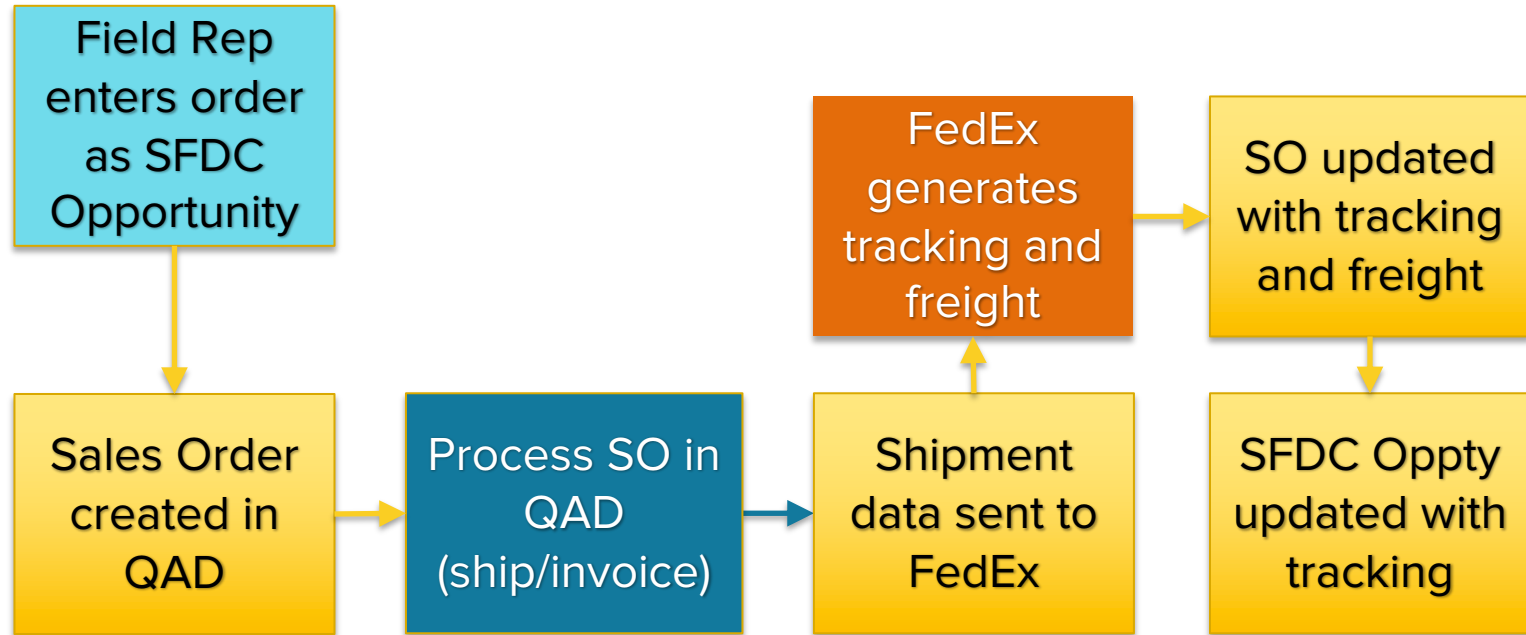 Field Rep
enters order
as SFDC
Opportunity
Sales Order
created in
QAD
Process SO in
QAD
(ship/invoice)
Shipment
data sent to
FedEx
FedEx
generates
tracking and
freight
SO updated
with tracking
and freight
SFDC Oppty
updated with
tracking